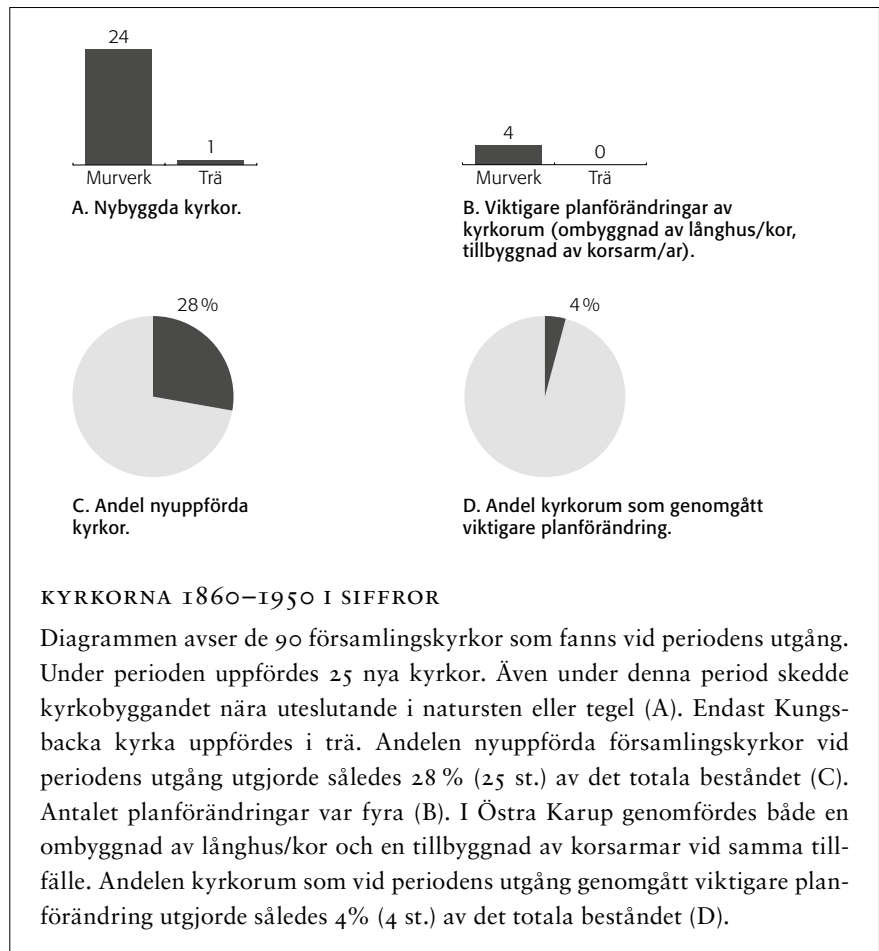 24
1
Murverk Trä
A. Nybyggda kyrkor.
4
0
Murverk Trä
B. Viktigare planförändringar av
kyrkorum (ombyggnad av långhus/kor,
tillbyggnad av korsarm/ar).
28 %
C. Andel nyuppförda
kyrkor.
4 %
D. Andel kyrkorum som genomgått
viktigare planförändring.
KYRKORNA 1860–1950 I SIFFROR
Diagrammen avser de 90 församlingskyrkor som fanns vid periodens utgång.
Under perioden uppfördes 25 nya kyrkor. Även under denna period skedde
kyrkobyggandet nära uteslutande i natursten eller tegel (A). Endast Kungs-
backa kyrka uppfördes i trä. Andelen nyuppförda församlingskyrkor vid
periodens utgång utgjorde således 28 % (25 st.) av det totala beståndet (C).
Antalet planförändringar var fyra (B). I Östra Karup genomfördes både en
ombyggnad av långhus/kor och en tillbyggnad av korsarmar vid samma till-
fälle. Andelen kyrkorum som vid periodens utgång genomgått viktigare plan-
förändring utgjorde således 4% (4 st.) av det totala beståndet (D).